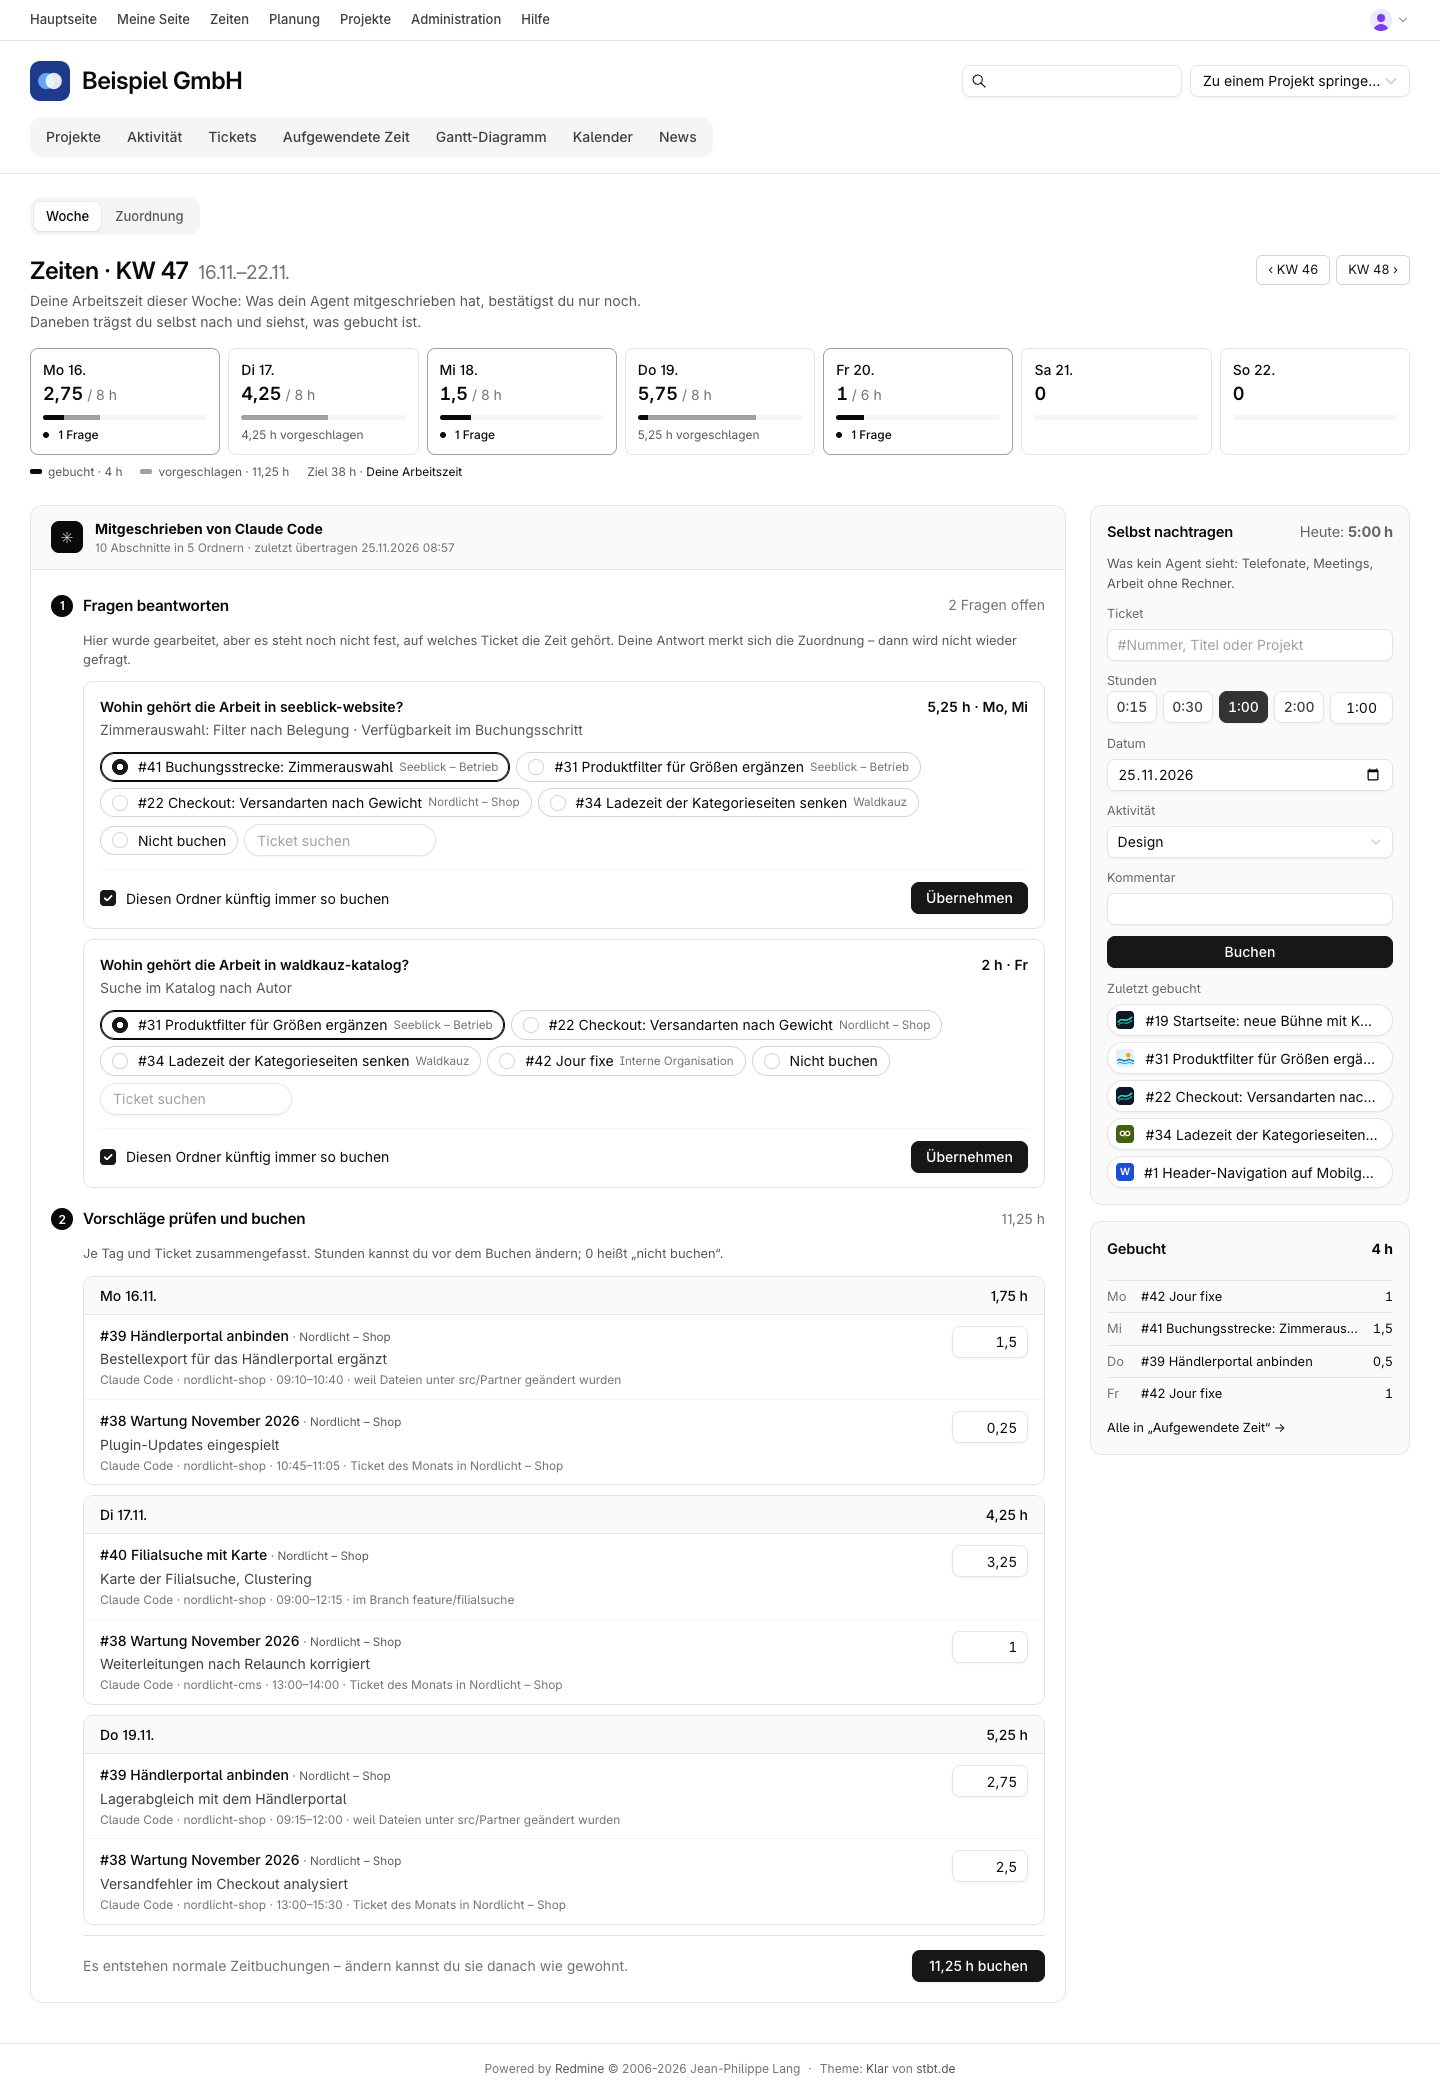 Hauptseite Meine Seite Zeiten Planung Projekte Administration Hilfe
Beispiel GmbH
Zu einem Projekt springe...
Projekte Aktivität Tickets Aufgewendete Zeit Gantt-Diagramm Kalender News
Woche Zuordnung
Zeiten · KW 47 16.11.–22.11.
‹ KW 46 KW 48 ›
Deine Arbeitszeit dieser Woche: Was dein Agent mitgeschrieben hat, bestätigst du nur noch.
Daneben trägst du selbst nach und siehst, was gebucht ist.
Mo 16.
2,75 / 8 h
1 Frage
Di 17.
4,25 / 8 h
4,25 h vorgeschlagen
Mi 18.
1,5 / 8 h
1 Frage
Do 19.
5,75 / 8 h
5,25 h vorgeschlagen
Fr 20.
1 / 6 h
1 Frage
Sa 21.
0
So 22.
0
gebucht · 4 h vorgeschlagen · 11,25 h Ziel 38 h · Deine Arbeitszeit
Mitgeschrieben von Claude Code
10 Abschnitte in 5 Ordnern · zuletzt übertragen 25.11.2026 08:57
1 Fragen beantworten 2 Fragen offen
Hier wurde gearbeitet, aber es steht noch nicht fest, auf welches Ticket die Zeit gehört. Deine Antwort merkt sich die Zuordnung – dann wird nicht wieder
gefragt.
Wohin gehört die Arbeit in seeblick-website? 5,25 h · Mo, Mi
Zimmerauswahl: Filter nach Belegung · Verfügbarkeit im Buchungsschritt
#41 Buchungsstrecke: Zimmerauswahl Seeblick – Betrieb #31 Produktfilter für Größen ergänzen Seeblick – Betrieb
#22 Checkout: Versandarten nach Gewicht Nordlicht – Shop #34 Ladezeit der Kategorieseiten senken Waldkauz
Nicht buchen Ticket suchen
Diesen Ordner künftig immer so buchen Übernehmen
Wohin gehört die Arbeit in waldkauz-katalog? 2 h · Fr
Suche im Katalog nach Autor
#31 Produktfilter für Größen ergänzen Seeblick – Betrieb #22 Checkout: Versandarten nach Gewicht Nordlicht – Shop
#34 Ladezeit der Kategorieseiten senken Waldkauz #42 Jour fixe Interne Organisation Nicht buchen
Ticket suchen
Diesen Ordner künftig immer so buchen Übernehmen
2 Vorschläge prüfen und buchen 11,25 h
Je Tag und Ticket zusammengefasst. Stunden kannst du vor dem Buchen ändern; 0 heißt „nicht buchen“.
Mo 16.11. 1,75 h
#39 Händlerportal anbinden · Nordlicht – Shop 1,5
Bestellexport für das Händlerportal ergänzt
Claude Code · nordlicht-shop · 09:10–10:40 · weil Dateien unter src/Partner geändert wurden
#38 Wartung November 2026 · Nordlicht – Shop 0,25
Plugin-Updates eingespielt
Claude Code · nordlicht-shop · 10:45–11:05 · Ticket des Monats in Nordlicht – Shop
Di 17.11. 4,25 h
#40 Filialsuche mit Karte · Nordlicht – Shop 3,25
Karte der Filialsuche, Clustering
Claude Code · nordlicht-shop · 09:00–12:15 · im Branch feature/filialsuche
#38 Wartung November 2026 · Nordlicht – Shop 1
Weiterleitungen nach Relaunch korrigiert
Claude Code · nordlicht-cms · 13:00–14:00 · Ticket des Monats in Nordlicht – Shop
Do 19.11. 5,25 h
#39 Händlerportal anbinden · Nordlicht – Shop 2,75
Lagerabgleich mit dem Händlerportal
Claude Code · nordlicht-shop · 09:15–12:00 · weil Dateien unter src/Partner geändert wurden
#38 Wartung November 2026 · Nordlicht – Shop 2,5
Versandfehler im Checkout analysiert
Claude Code · nordlicht-shop · 13:00–15:30 · Ticket des Monats in Nordlicht – Shop
Es entstehen normale Zeitbuchungen – ändern kannst du sie danach wie gewohnt. 11,25 h buchen
Selbst nachtragen Heute: 5:00 h
Was kein Agent sieht: Telefonate, Meetings,
Arbeit ohne Rechner.
Ticket
#Nummer, Titel oder Projekt
Stunden
0:15 0:30 1:00 2:00 1:00
Datum
25.11.2026
Aktivität
Design
Kommentar
Buchen
Zuletzt gebucht
#19 Startseite: neue Bühne mit K...
#31 Produktfilter für Größen ergä...
#22 Checkout: Versandarten nac...
#34 Ladezeit der Kategorieseiten...
W #1 Header-Navigation auf Mobilg...
Gebucht 4 h
Mo #42 Jour fixe 1
Mi #41 Buchungsstrecke: Zimmeraus... 1,5
Do #39 Händlerportal anbinden 0,5
Fr #42 Jour fixe 1
Alle in „Aufgewendete Zeit“ →
Powered by Redmine © 2006-2026 Jean-Philippe Lang · Theme: Klar von stbt.de